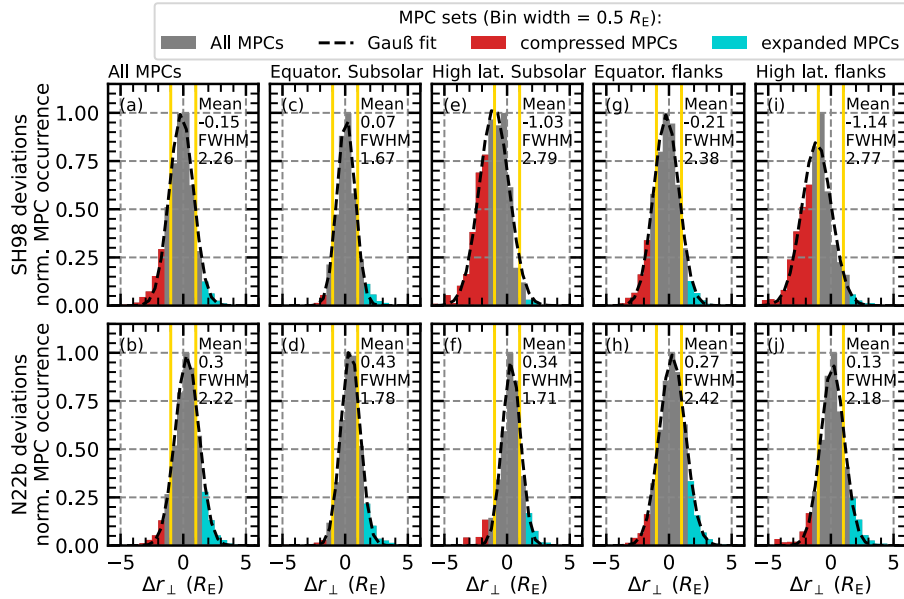 MPC sets (Bin width = 0.5 R_E):
All MPCs
Gauß fit
compressed MPCs
expanded MPCs
All MPCs
Equator. Subsolar
High lat. Subsolar
Equator. flanks
High lat. flanks
SH98 deviations
norm. MPC occurrence
1.00
0.75
0.50
0.25
0.00
(a)
Mean
-0.15
FWHM
2.26
(c)
Mean
0.07
FWHM
1.67
(e)
Mean
-1.03
FWHM
2.79
(g)
Mean
-0.21
FWHM
2.38
(i)
Mean
-1.14
FWHM
2.77
N22b deviations
norm. MPC occurrence
1.00
0.75
0.50
0.25
0.00
(b)
Mean
0.3
FWHM
2.22
(d)
Mean
0.43
FWHM
1.78
(f)
Mean
0.34
FWHM
1.71
(h)
Mean
0.27
FWHM
2.42
(j)
Mean
0.13
FWHM
2.18
−5 0 5
−5 0 5
−5 0 5
−5 0 5
−5 0 5
Δr⊥ (R_E)
Δr⊥ (R_E)
Δr⊥ (R_E)
Δr⊥ (R_E)
Δr⊥ (R_E)